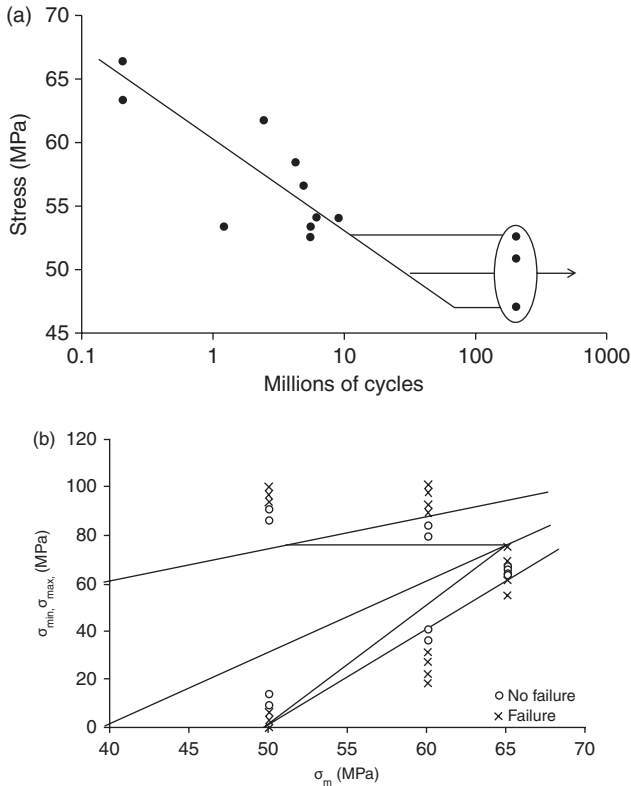 (a)
70
65
60
55
50
45
Stress (MPa)
0.1 1 10 100 1000
Millions of cycles
(b)
120
100
80
60
40
20
0
σmin, σmax, (MPa)
40 45 50 55 60 65 70
σm (MPa)
No failure
Failure